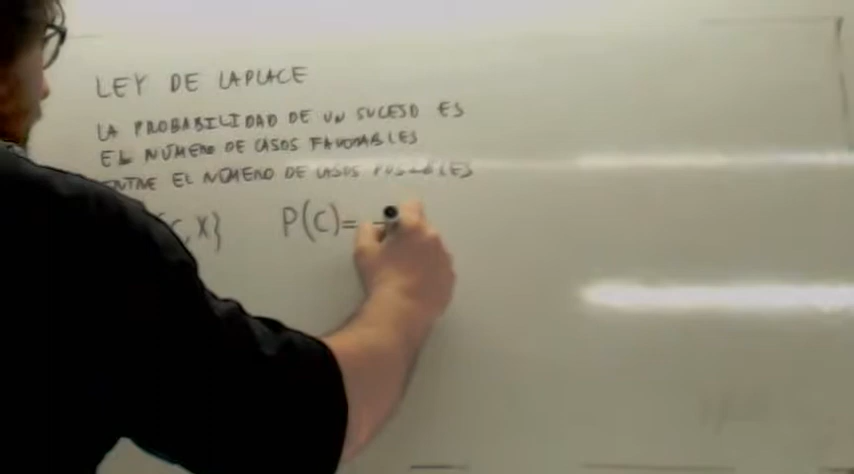 LEY DE LAPLACE
LA PROBABILIDAD DE UN SUCESO ES
EL NÚMERO DE CASOS FAVORABLES
ENTRE EL NÚMERO DE CASOS POSIBLES
C,X} P(C)=